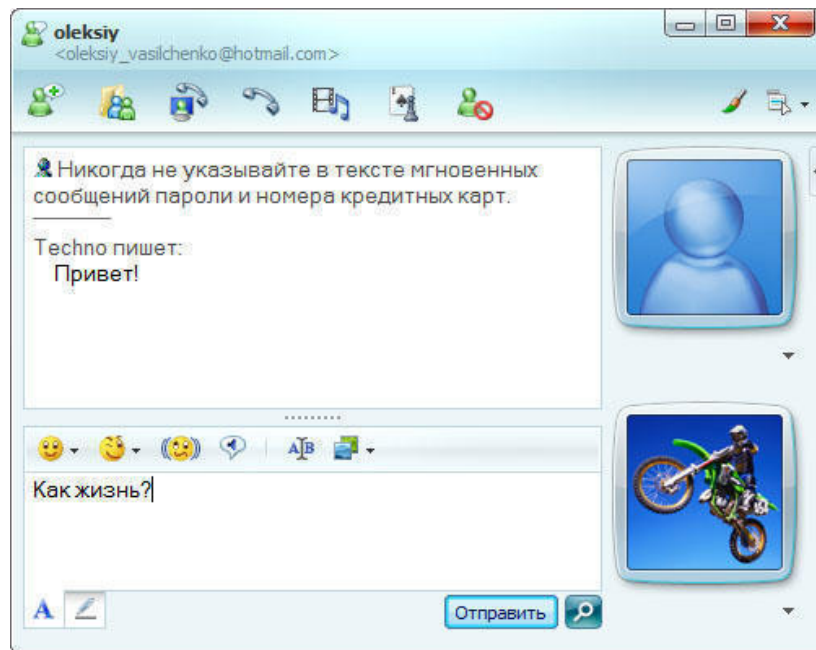 oleksiy
<oleksiy_vasilchenko@hotmail.com>
Никогда не указывайте в тексте мгновенных
сообщений пароли и номера кредитных карт.
Techno пишет:
Привет!
Как жизнь?
Отправить